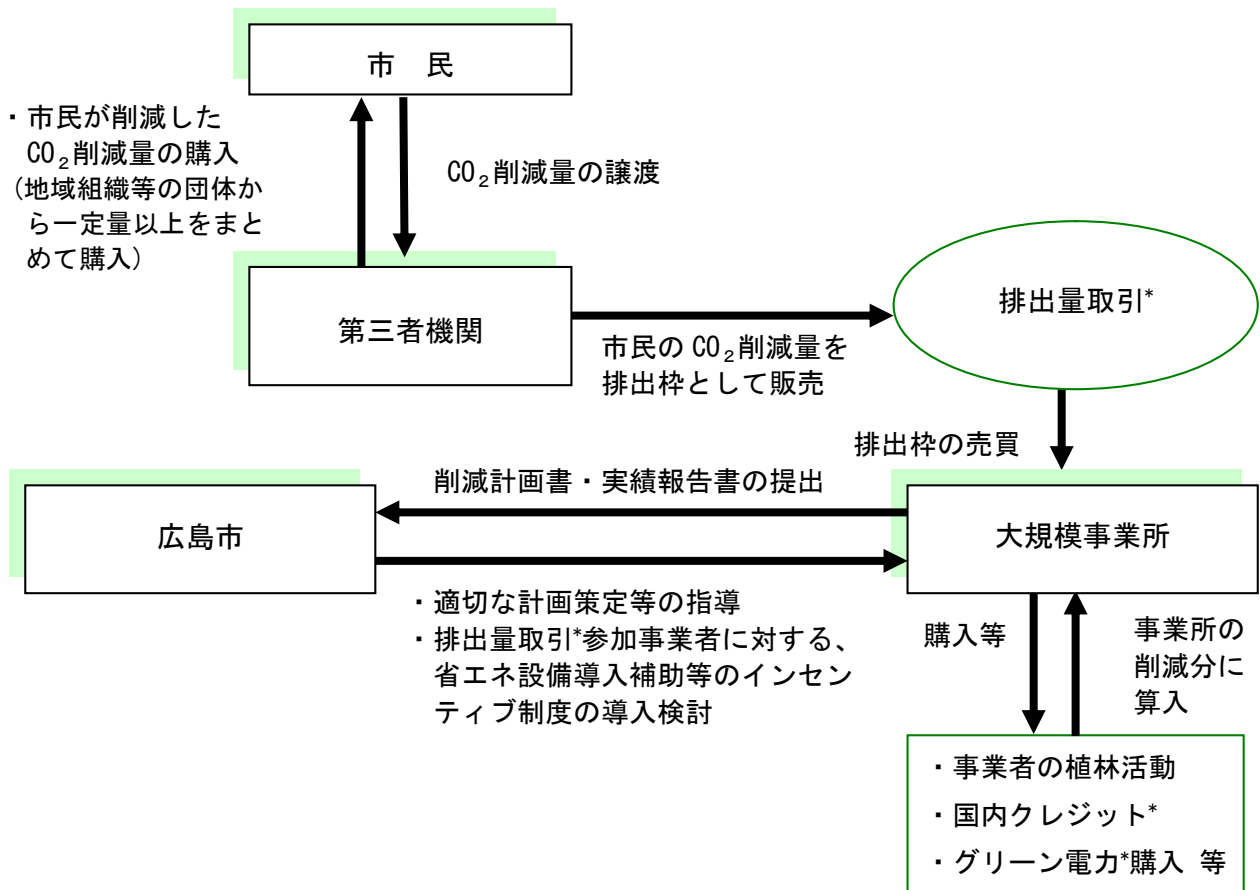 市　民
・市民が削減した
CO₂削減量の購入
（地域組織等の団体か
ら一定量以上をまと
めて購入）
CO₂削減量の譲渡
第三者機関
排出量取引*
市民の CO₂削減量を
排出枠として販売
排出枠の売買
削減計画書・実績報告書の提出
広島市
大規模事業所
・適切な計画策定等の指導
・排出量取引*参加事業者に対する、
省エネ設備導入補助等のインセン
ティブ制度の導入検討
購入等
事業所の
削減分に
算入
・事業者の植林活動
・国内クレジット*
・グリーン電力*購入 等